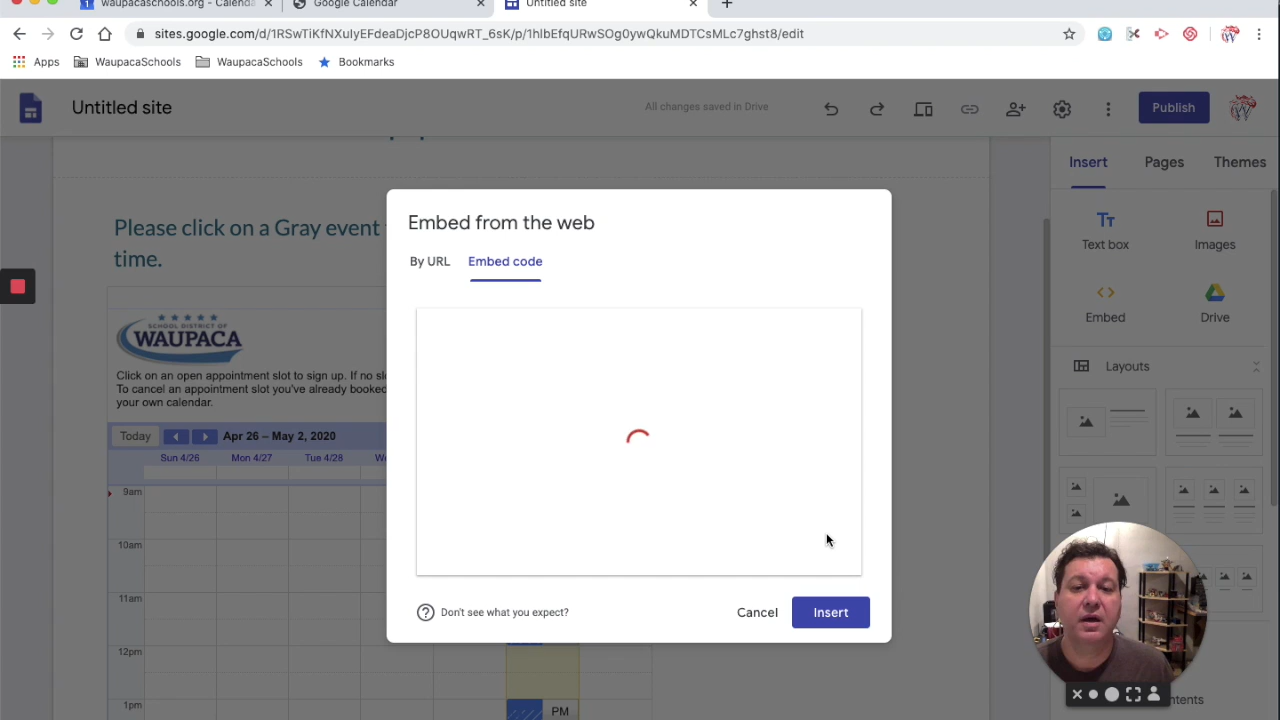 waupacaschools.org - Calenda
Google Calendar
Untitled site
sites.google.com/d/1RSwTiKfNXuIyEFdeaDjcP8OUqwRT_6sK/p/1hlbEfqURwSOg0ywQkuMDTCsMLc7ghst8/edit
Apps
WaupacaSchools
WaupacaSchools
Bookmarks
Untitled site
All changes saved in Drive
Publish
Insert
Pages
Themes
Text box
Images
Embed
Drive
Layouts
Please click on a Gray event
time.
SCHOOL DISTRICT OF
WAUPACA
Click on an open appointment slot to sign up. If no slo
To cancel an appointment slot you've already booked
your own calendar.
Today
Apr 26 – May 2, 2020
Sun 4/26
Mon 4/27
Tue 4/28
We
9am
10am
11am
12pm
1pm
PM
Embed from the web
By URL
Embed code
Don't see what you expect?
Cancel
Insert